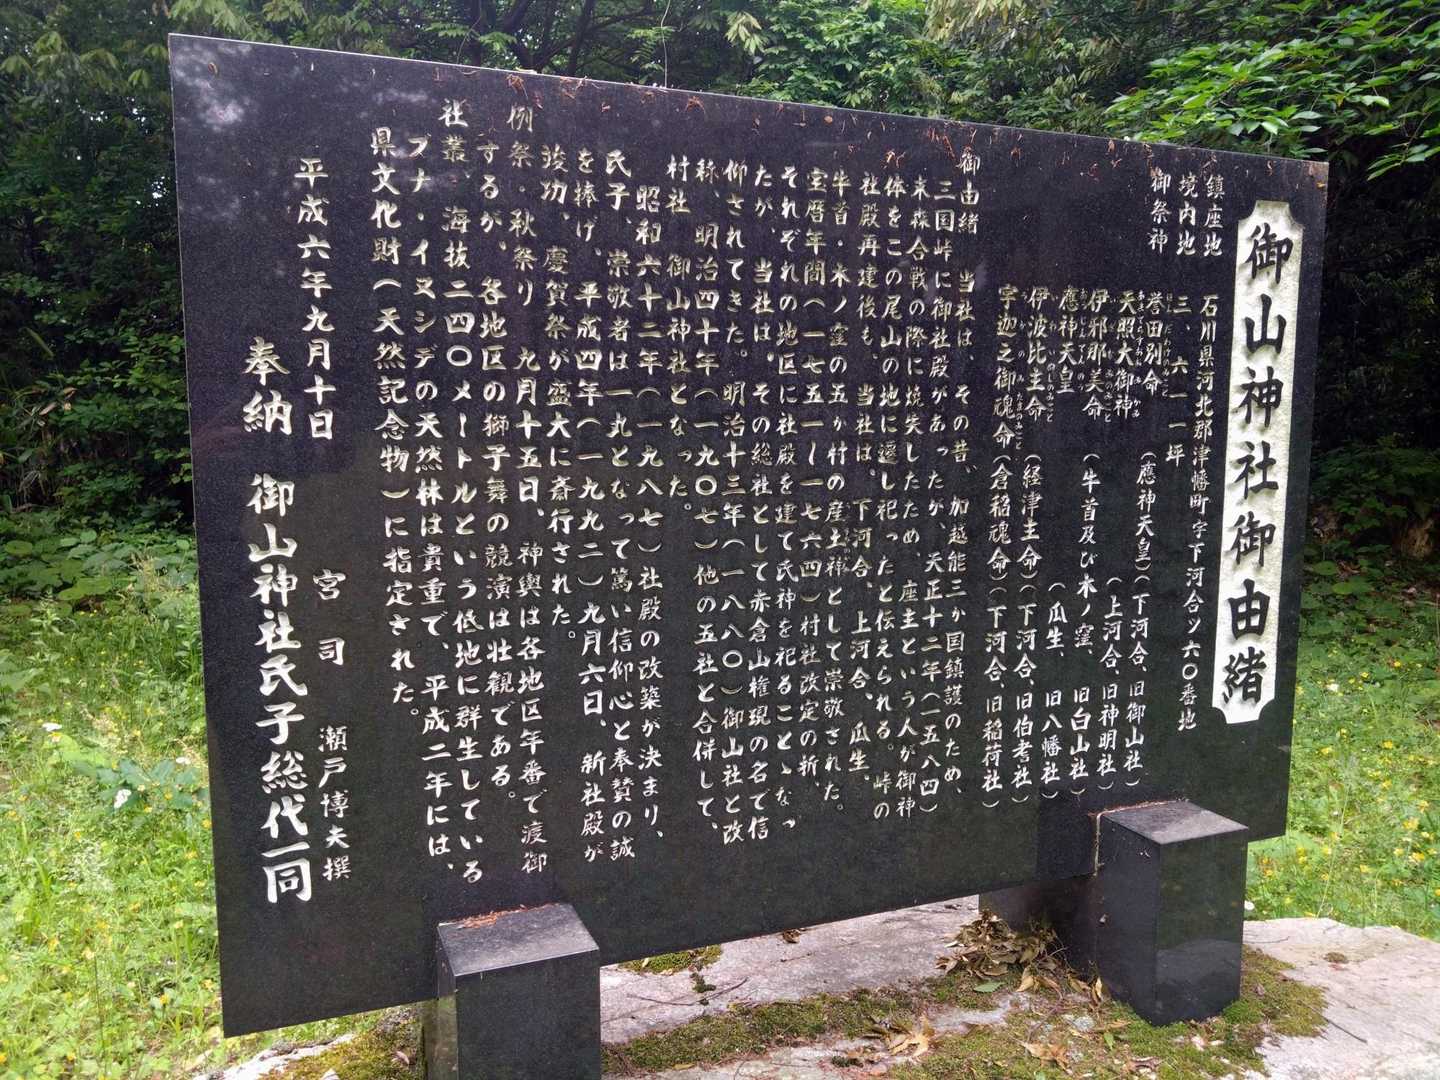 御山神社御由緒
鎮座地　石川県河北郡津幡町字下河合ツ六〇番地
境内地　三、六一一坪
御祭神　誉田別命（應神天皇）（下河合、旧御山社）
天照大御神（上河合、旧神明社）
伊邪那美命（牛首及び木ノ窪　旧白山社）
應神天皇（瓜生　旧八幡社）
伊波比主命（経津主命）（下河合、旧伯耆社）
宇迦之御魂命（倉稲魂命）（下河合、旧稲荷社）
御由緒　当社は、その昔、加越能三か国鎮護のため、
三国峠に御社殿があったが、天正十二年（一五八四）
末森合戦の際に焼失したため、座主という人が御神
体をこの尾山の地に遷し祀ったと伝えられる。峠の
社殿再建後も、当社は。下河合、上河合、瓜生、
牛首・木ノ窪の五か村の産土神として崇敬された。
宝暦年間（一七五一ー一七六四）村社改定の折、
それぞれの地区に社殿を建て氏神を祀ることゝなっ
たが、当社は。その総社として赤倉山権現の名で信
仰されてきた。明治十三年（一八八〇）御山社と改
称、明治四十年（一九〇七）他の五社と合併して、
村社　御山神社となった。
昭和六十二年（一九八七）社殿の改築が決まり、
氏子、崇敬者は一丸となって篤い信仰心と奉賛の誠
を捧げ、平成四年（一九九二）九月六日、新社殿が
竣功、慶賀祭が盛大に斎行された。
例祭・秋祭り　九月十五日、神輿は各地区年番で渡御
するが、各地区の獅子舞の競演は壮観である。
社叢、海抜二四〇メートルという低地に群生している
ブナ・イヌシデの天然林は貴重で、平成二年には、
県文化財（天然記念物）に指定された。
平成六年九月十日　宮司　瀬戸博夫撰
奉納　御山神社氏子総代一同